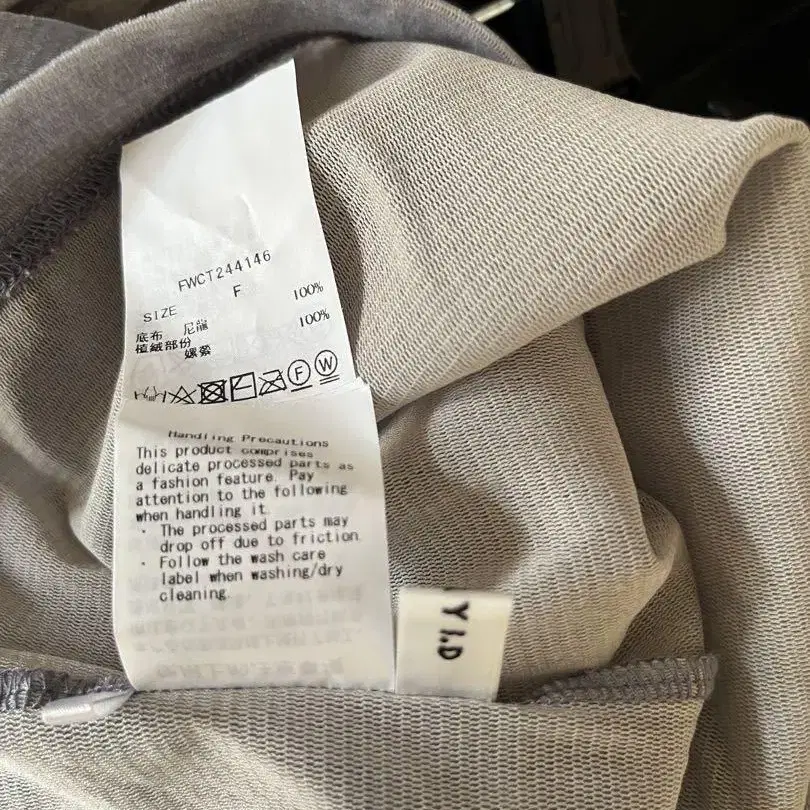 FWCT244146
SIZE F
底布 尼龍 100%
植絨部份
嫘縈 100%
F W
Handling Precautions
This product comprises
delicate processed parts as
a fashion feature. Pay
attention to the following
when handling it.
· The processed parts may
drop off due to friction.
· Follow the wash care
label when washing/dry
cleaning.
Y I,D